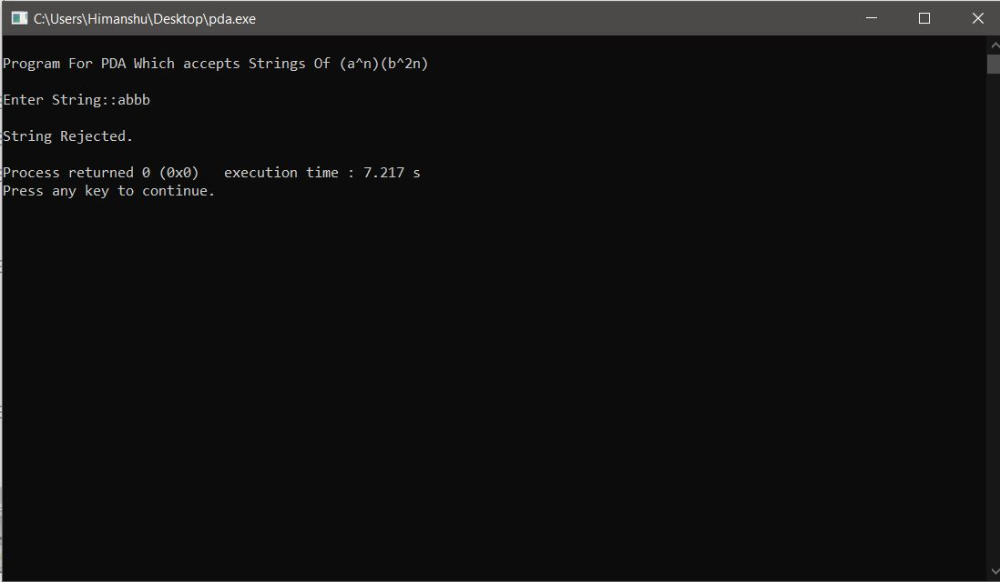 C:\Users\Himanshu\Desktop\pda.exe
Program For PDA Which accepts Strings Of (a^n)(b^2n)
Enter String::abbb
String Rejected.
Process returned 0 (0x0)   execution time : 7.217 s
Press any key to continue.